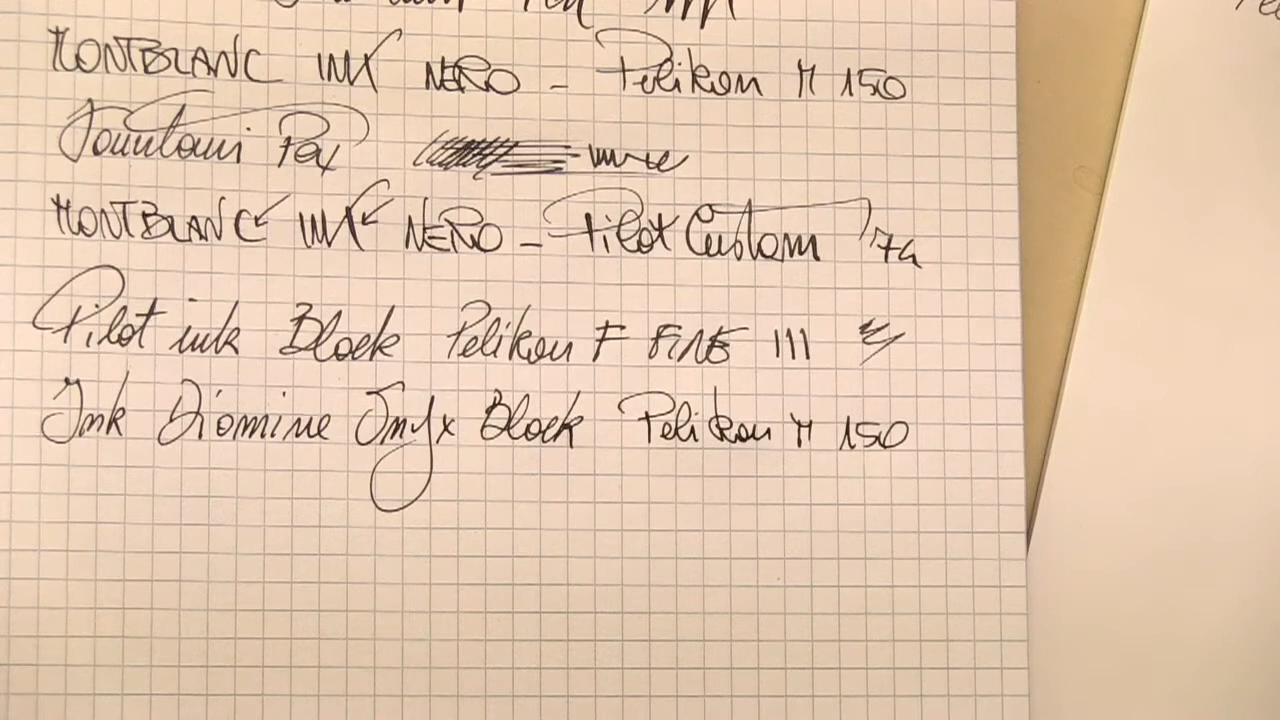 MONTBLANC INK NERO - Pelikan M 150
Fountain Pen
MONTBLANC INK NERO - Pilot Custom 74
Pilot ink Black Pelikan F FINE III
Ink Diamine Onyx Black Pelikan M 150